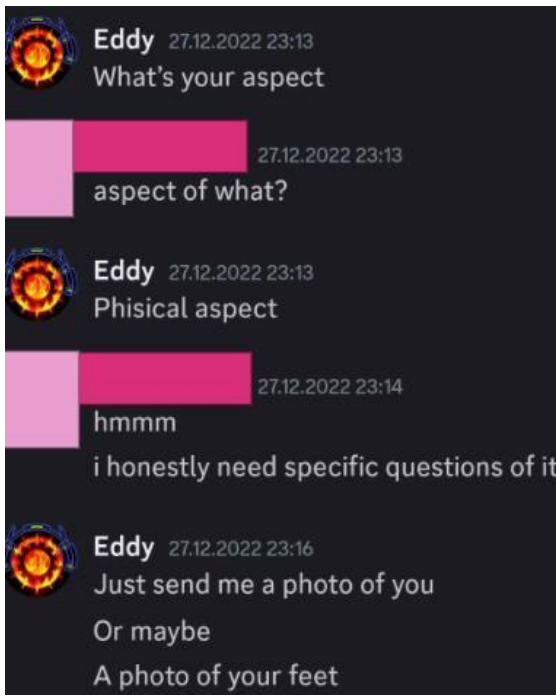 Eddy 27.12.2022 23:13
What's your aspect
27.12.2022 23:13
aspect of what?
Eddy 27.12.2022 23:13
Phisical aspect
27.12.2022 23:14
hmmm
i honestly need specific questions of it
Eddy 27.12.2022 23:16
Just send me a photo of you
Or maybe
A photo of your feet